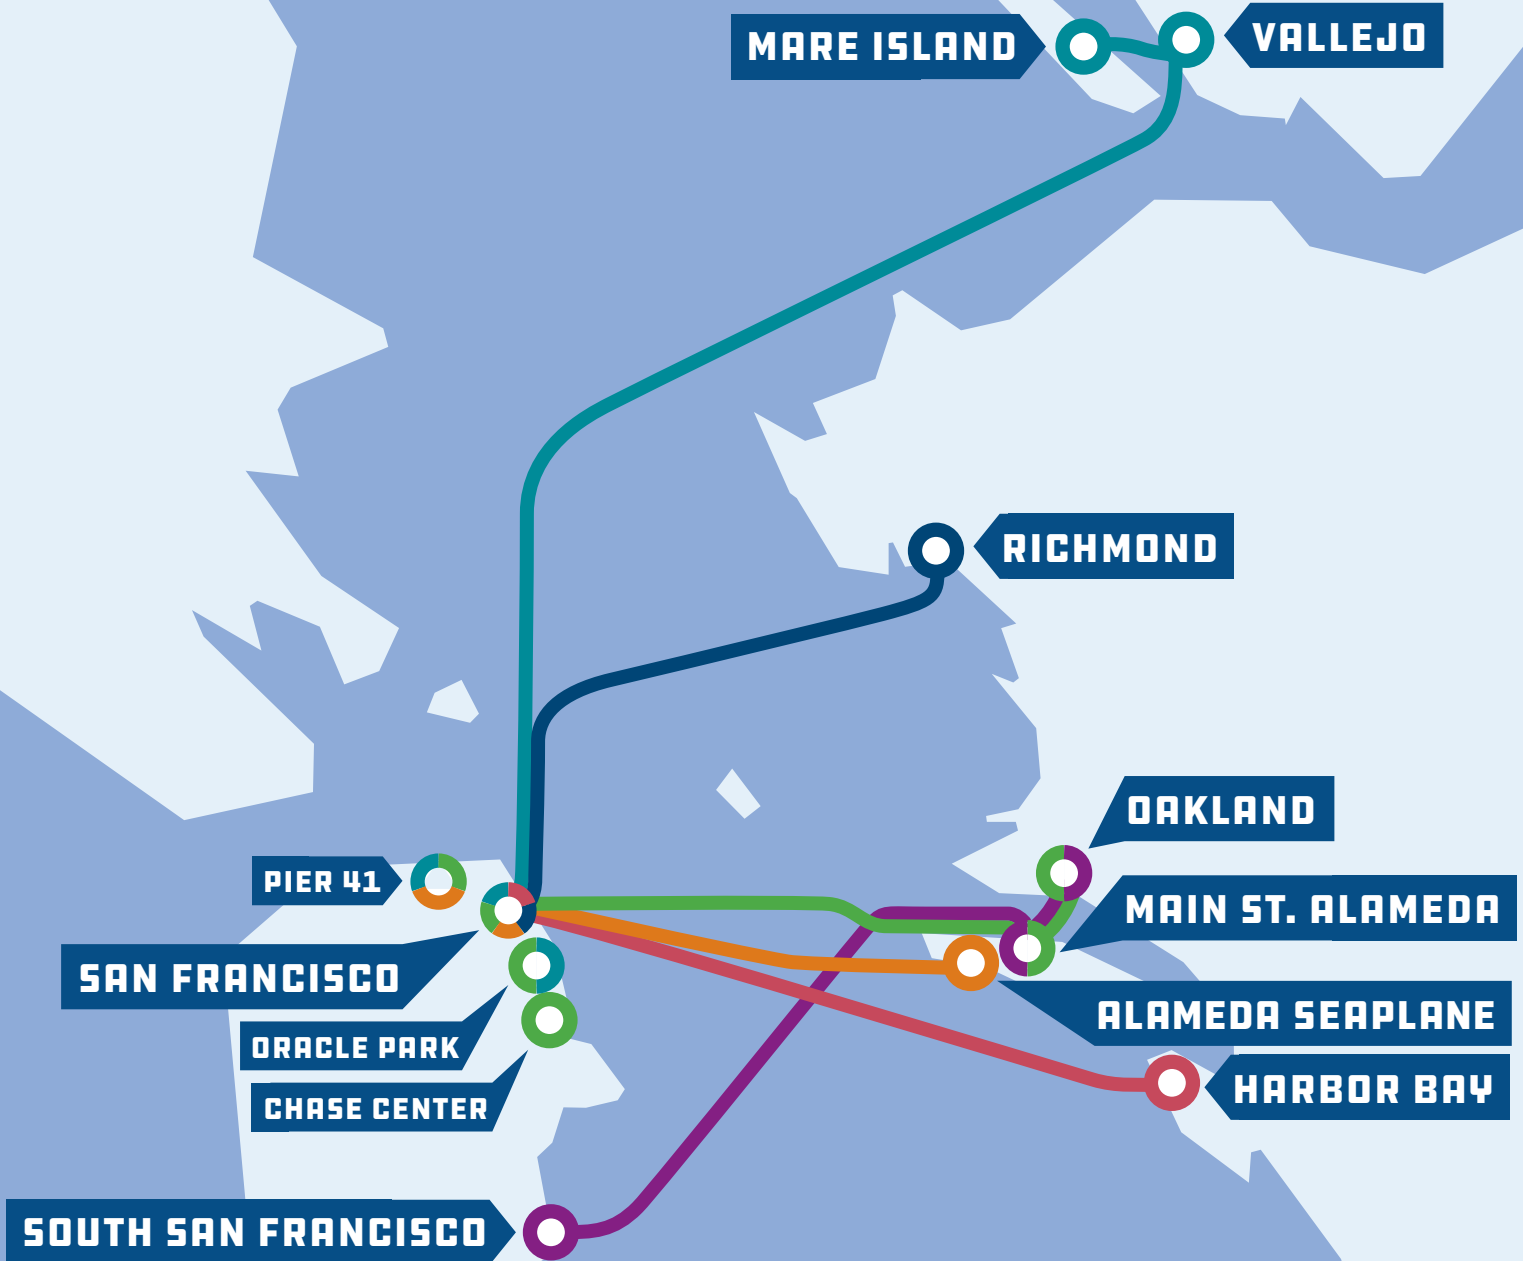 MARE ISLAND
VALLEJO
RICHMOND
OAKLAND
PIER 41
MAIN ST. ALAMEDA
SAN FRANCISCO
ALAMEDA SEAPLANE
ORACLE PARK
HARBOR BAY
CHASE CENTER
SOUTH SAN FRANCISCO